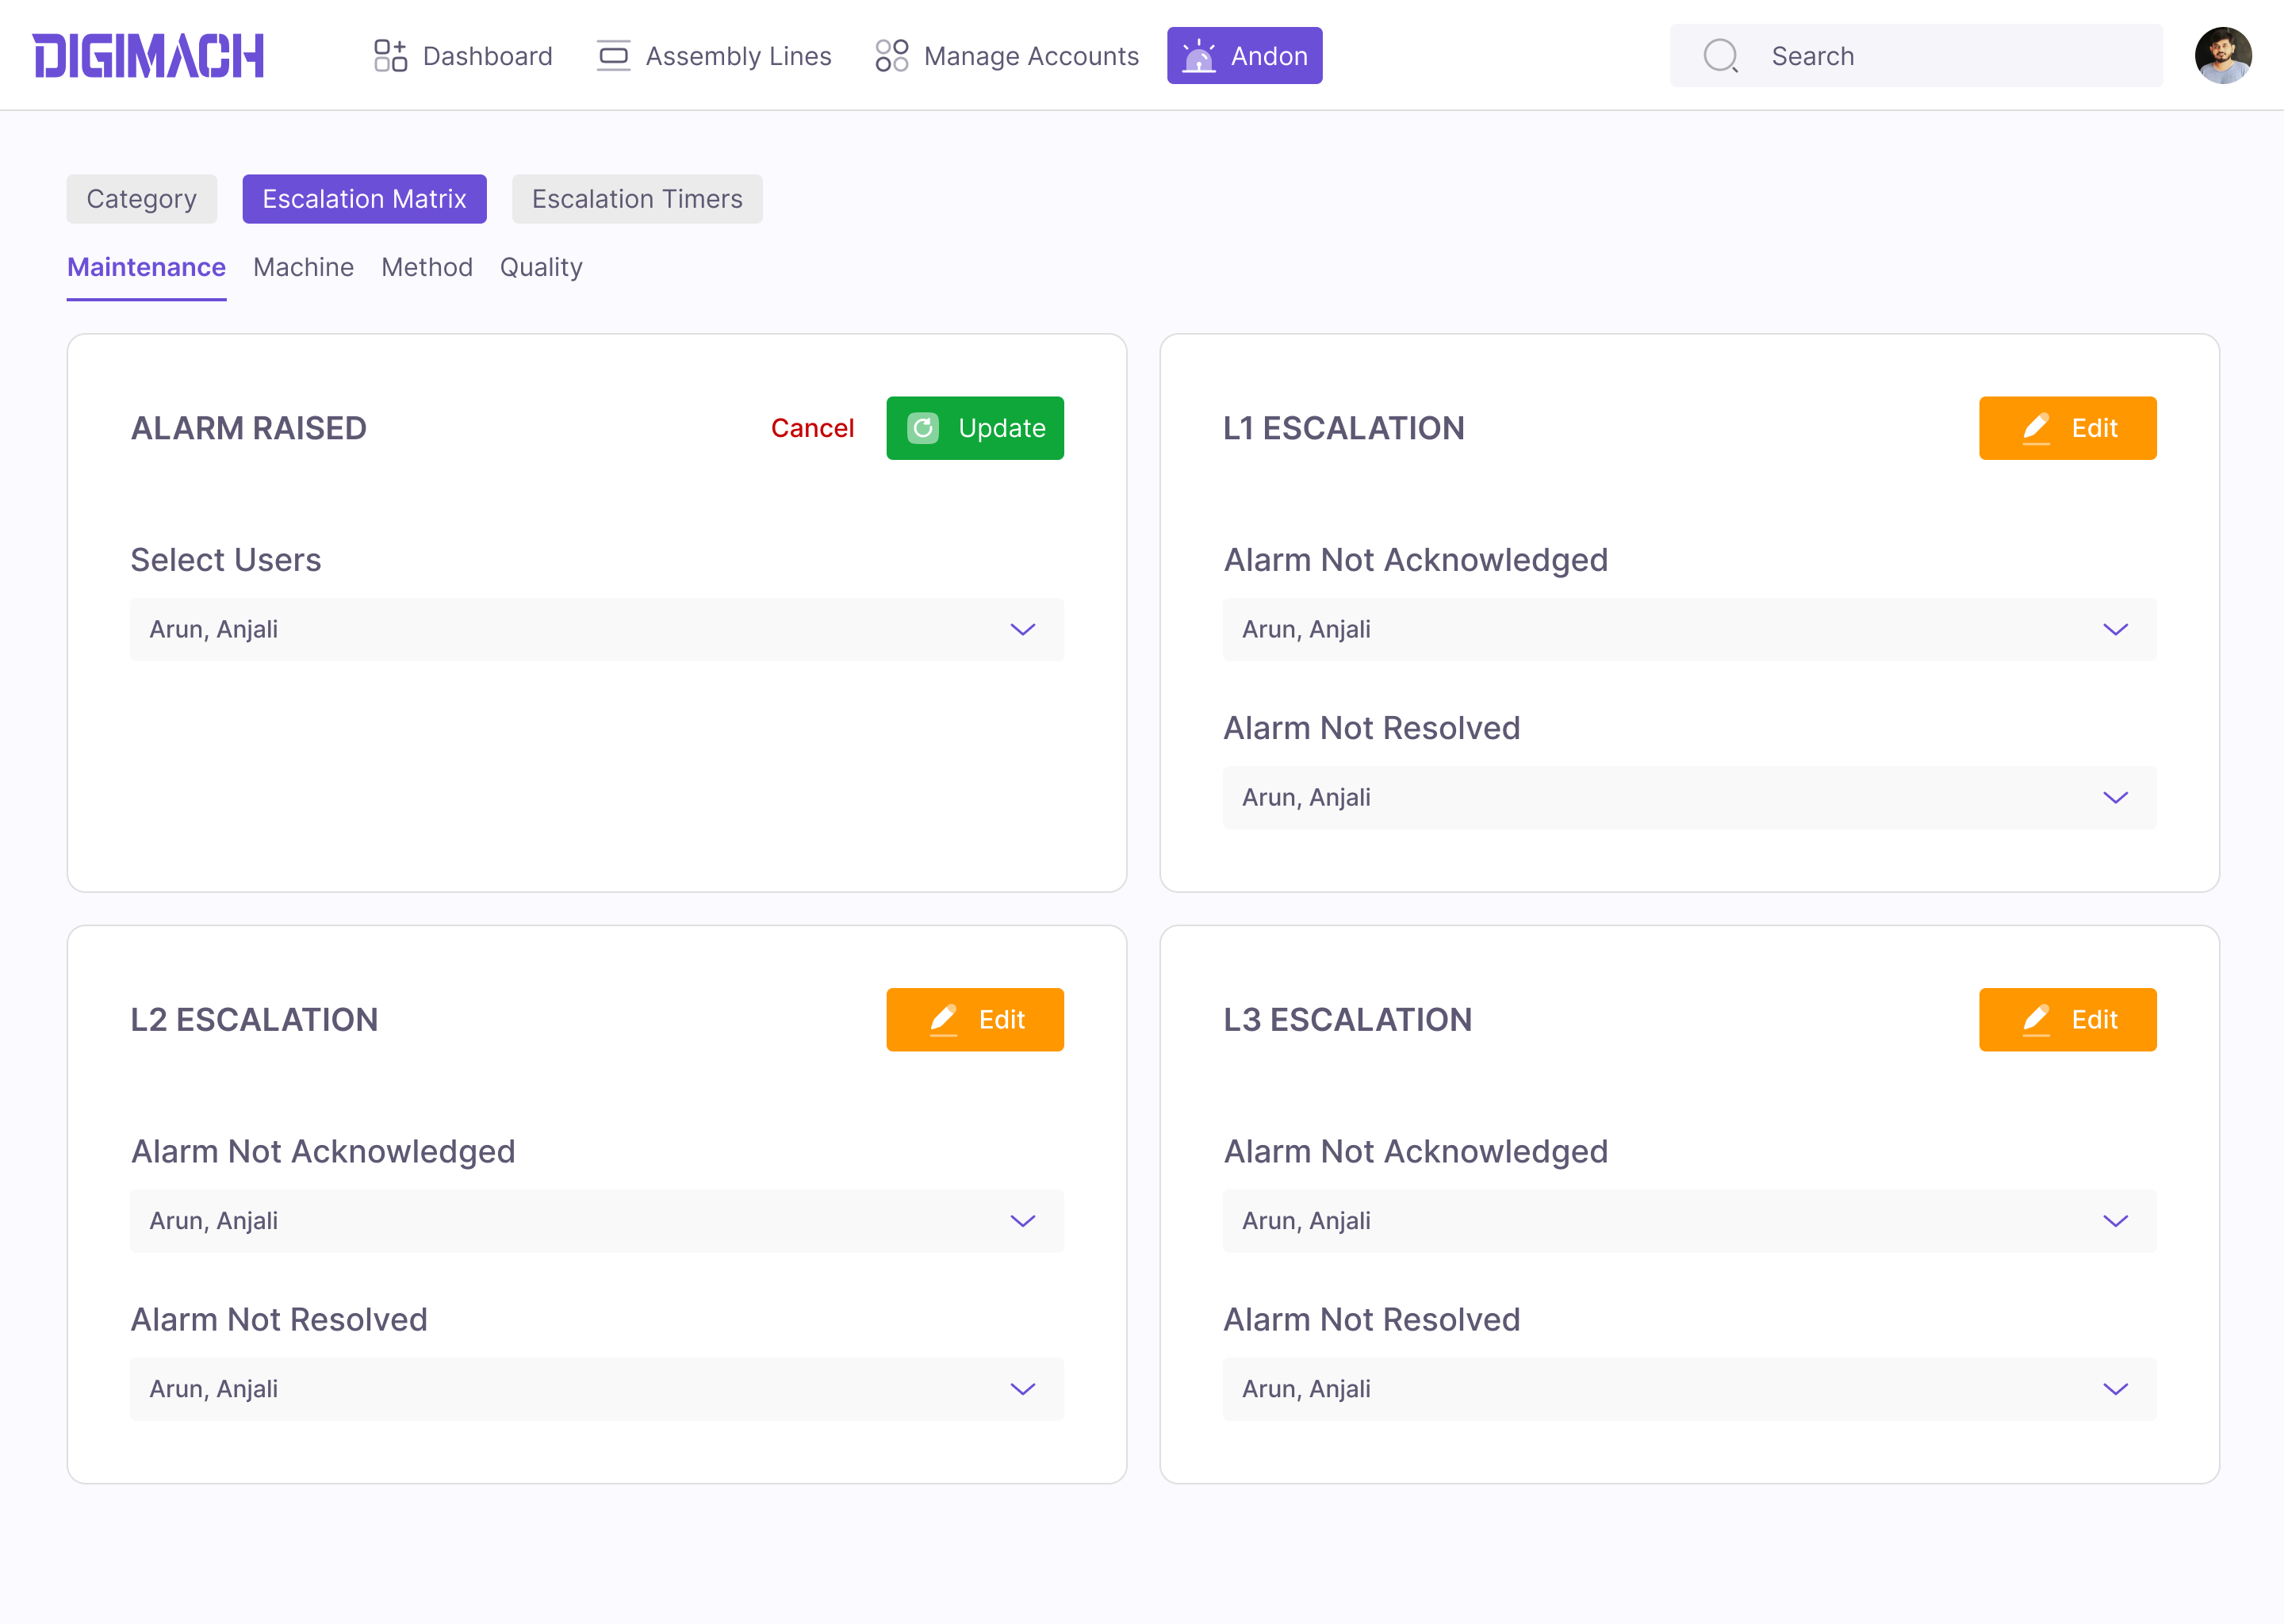 DIGIMACH
Dashboard
Assembly Lines
Manage Accounts
Andon
Search
Category
Escalation Matrix
Escalation Timers
Maintenance
Machine
Method
Quality
ALARM RAISED
Cancel
Update
Select Users
Arun, Anjali
L1 ESCALATION
Edit
Alarm Not Acknowledged
Arun, Anjali
Alarm Not Resolved
Arun, Anjali
L2 ESCALATION
Edit
Alarm Not Acknowledged
Arun, Anjali
Alarm Not Resolved
Arun, Anjali
L3 ESCALATION
Edit
Alarm Not Acknowledged
Arun, Anjali
Alarm Not Resolved
Arun, Anjali